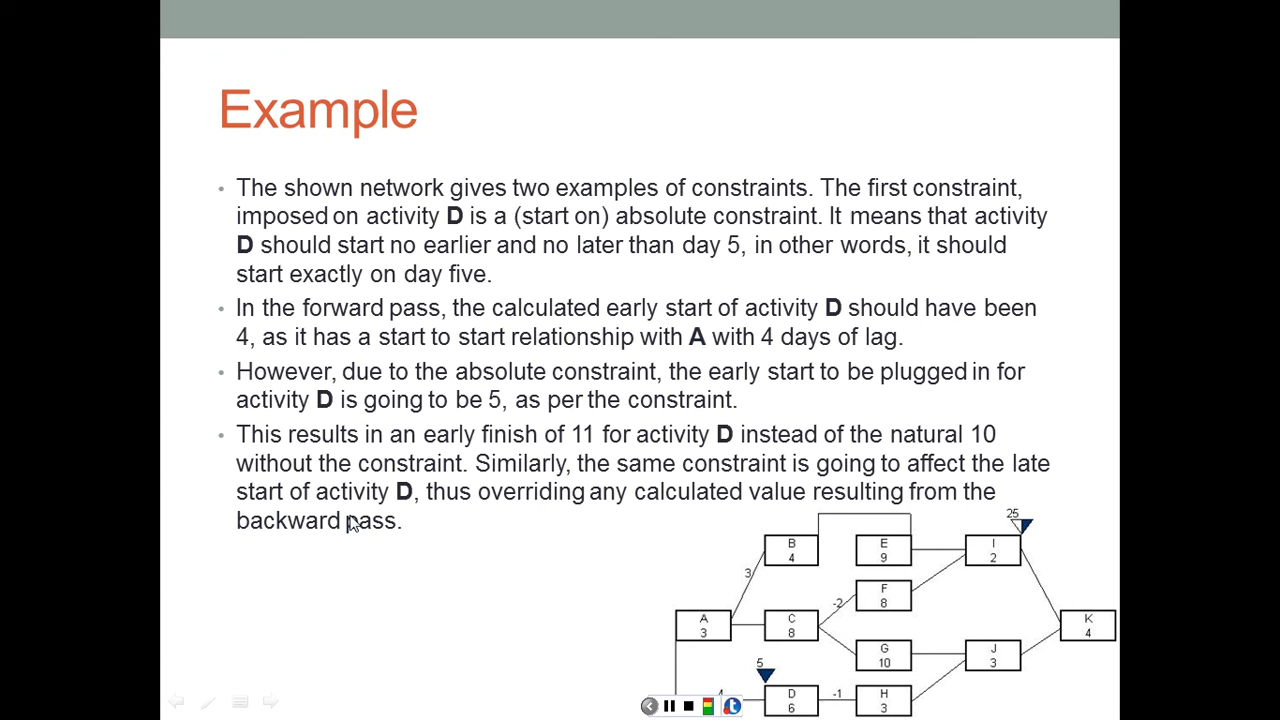 Example
• The shown network gives two examples of constraints. The first constraint,
imposed on activity D is a (start on) absolute constraint. It means that activity
D should start no earlier and no later than day 5, in other words, it should
start exactly on day five.
• In the forward pass, the calculated early start of activity D should have been
4, as it has a start to start relationship with A with 4 days of lag.
• However, due to the absolute constraint, the early start to be plugged in for
activity D is going to be 5, as per the constraint.
• This results in an early finish of 11 for activity D instead of the natural 10
without the constraint. Similarly, the same constraint is going to affect the late
start of activity D, thus overriding any calculated value resulting from the
backward pass.
25
B
4
E
9
I
2
3
F
8
-2
A
3
C
8
K
4
G
10
J
3
5
4
D
6
-1
H
3